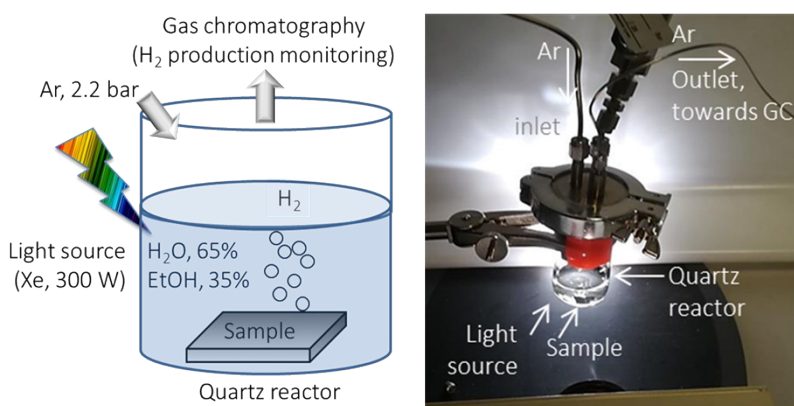 Gas chromatography
(H₂ production monitoring)
Ar, 2.2 bar
H₂
Light source
(Xe, 300 W)
H₂O, 65%
EtOH, 35%
Sample
Quartz reactor
Ar
Ar
Outlet,
towards GC
inlet
Quartz
reactor
Light
source
Sample